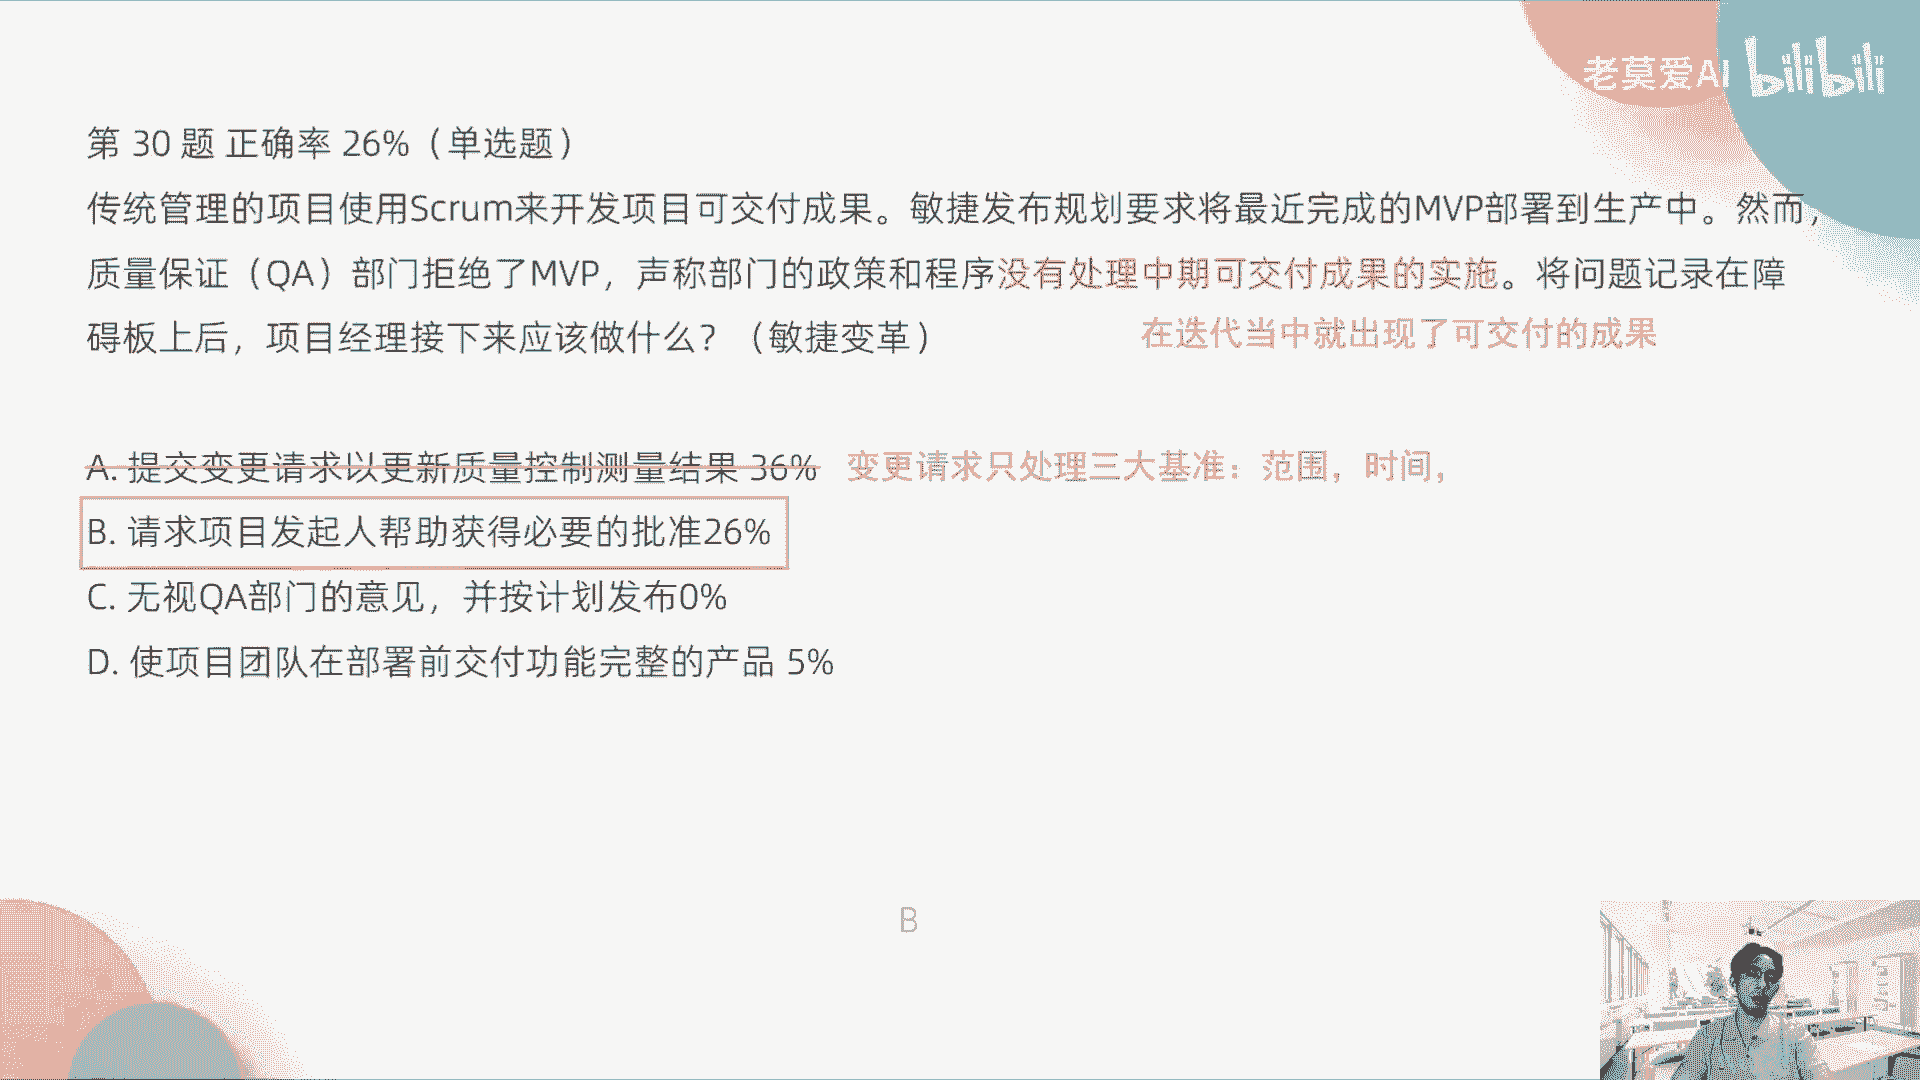 老莫爱AI bilibili
第 30 题 正确率 26%（单选题）
传统管理的项目使用Scrum来开发项目可交付成果。敏捷发布规划要求将最近完成的MVP部署到生产中。然而，
质量保证（QA）部门拒绝了MVP，声称部门的政策和程序没有处理中期可交付成果的实施。将问题记录在障
碍板上后，项目经理接下来应该做什么？（敏捷变革）
在迭代当中就出现了可交付的成果
A. 提交变更请求以更新质量控制测量结果 36% 变更请求只处理三大基准：范围，时间，
B. 请求项目发起人帮助获得必要的批准26%
C. 无视QA部门的意见，并按计划发布0%
D. 使项目团队在部署前交付功能完整的产品 5%
B